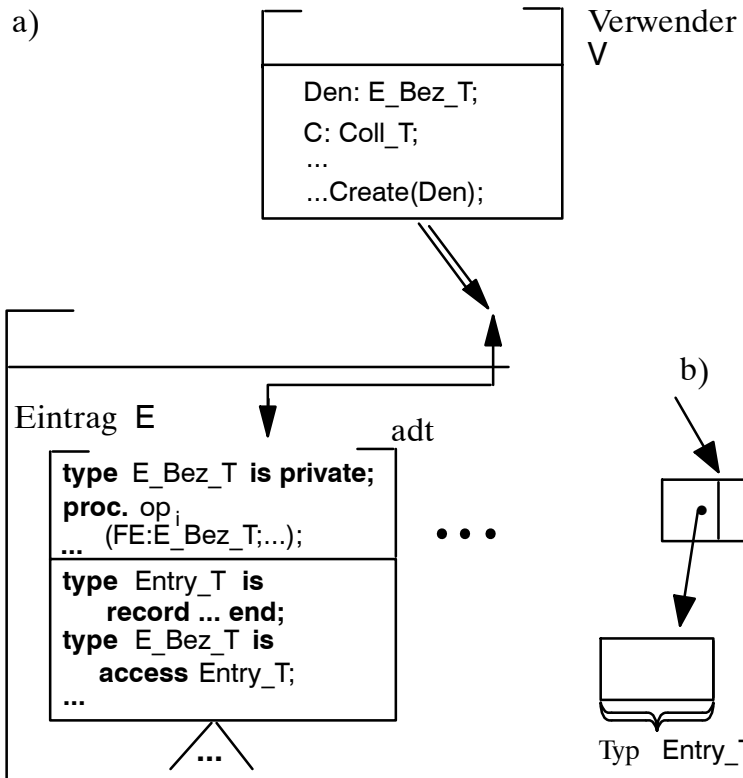 a)
Verwender
V
Den: E_Bez_T;
C: Coll_T;
...
...Create(Den);
b)
Eintrag E
adt
type E_Bez_T is private;
proc. op i
(FE:E_Bez_T;...);
...
• • •
type Entry_T is
record ... end;
type E_Bez_T is
access Entry_T;
...
...
Typ Entry_T